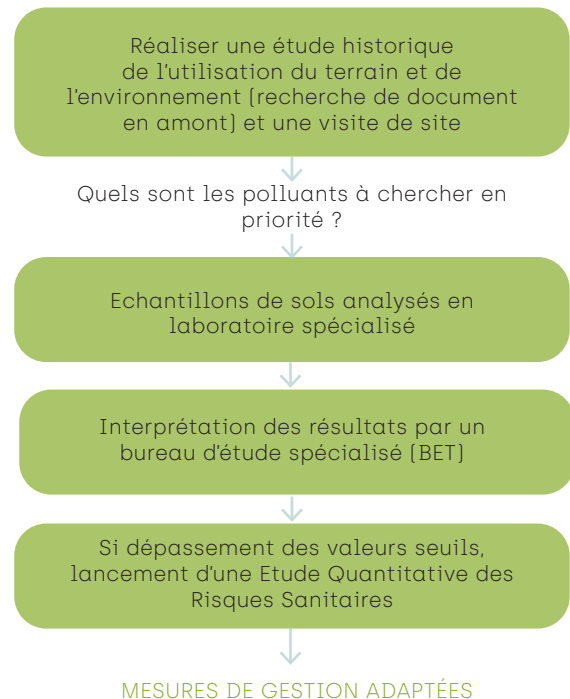 Réaliser une étude historique
de l'utilisation du terrain et de
l'environnement (recherche de document
en amont) et une visite de site
Quels sont les polluants à chercher en
priorité ?
Echantillons de sols analysés en
laboratoire spécialisé
Interprétation des résultats par un
bureau d'étude spécialisé (BET)
Si dépassement des valeurs seuils,
lancement d'une Etude Quantitative des
Risques Sanitaires
MESURES DE GESTION ADAPTÉES